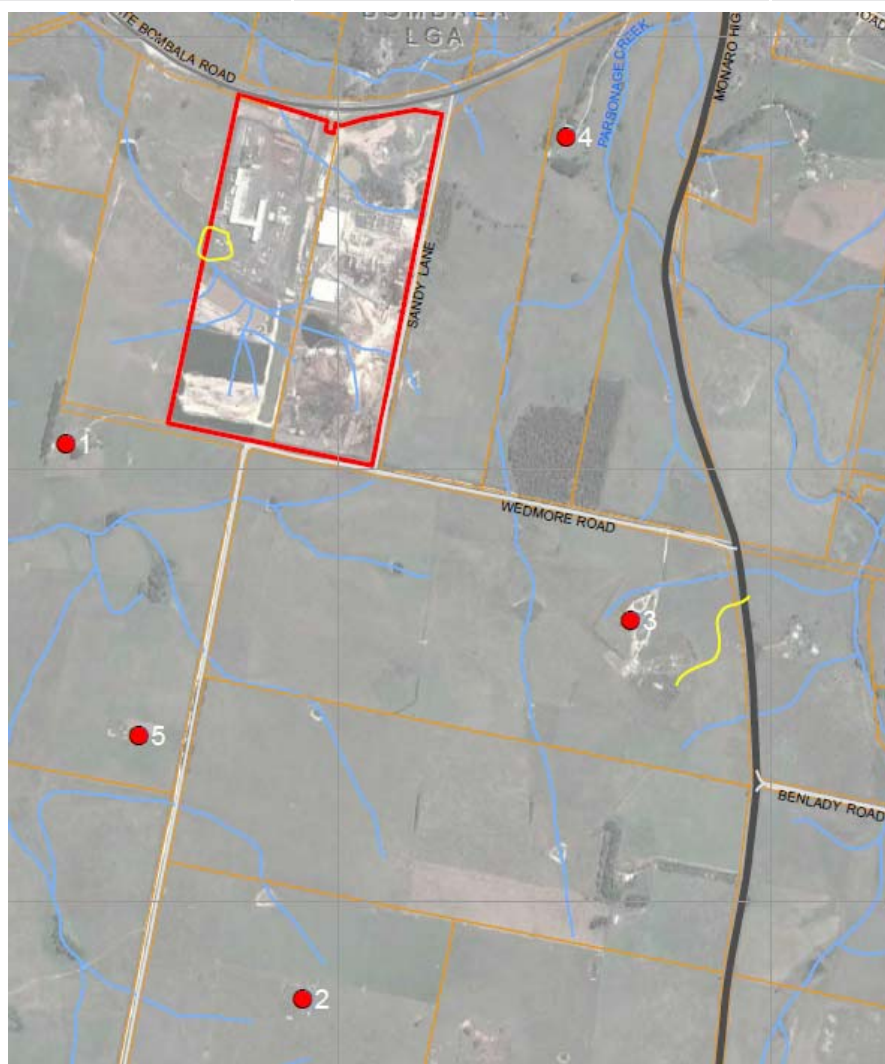 BOMBALA
LGA
ITE BOMBALA ROAD
PARSONAGE CREEK
MONARO HIG
ROAD
4
SANDY LANE
1
WEDMORE ROAD
3
5
BENLADY ROAD
2